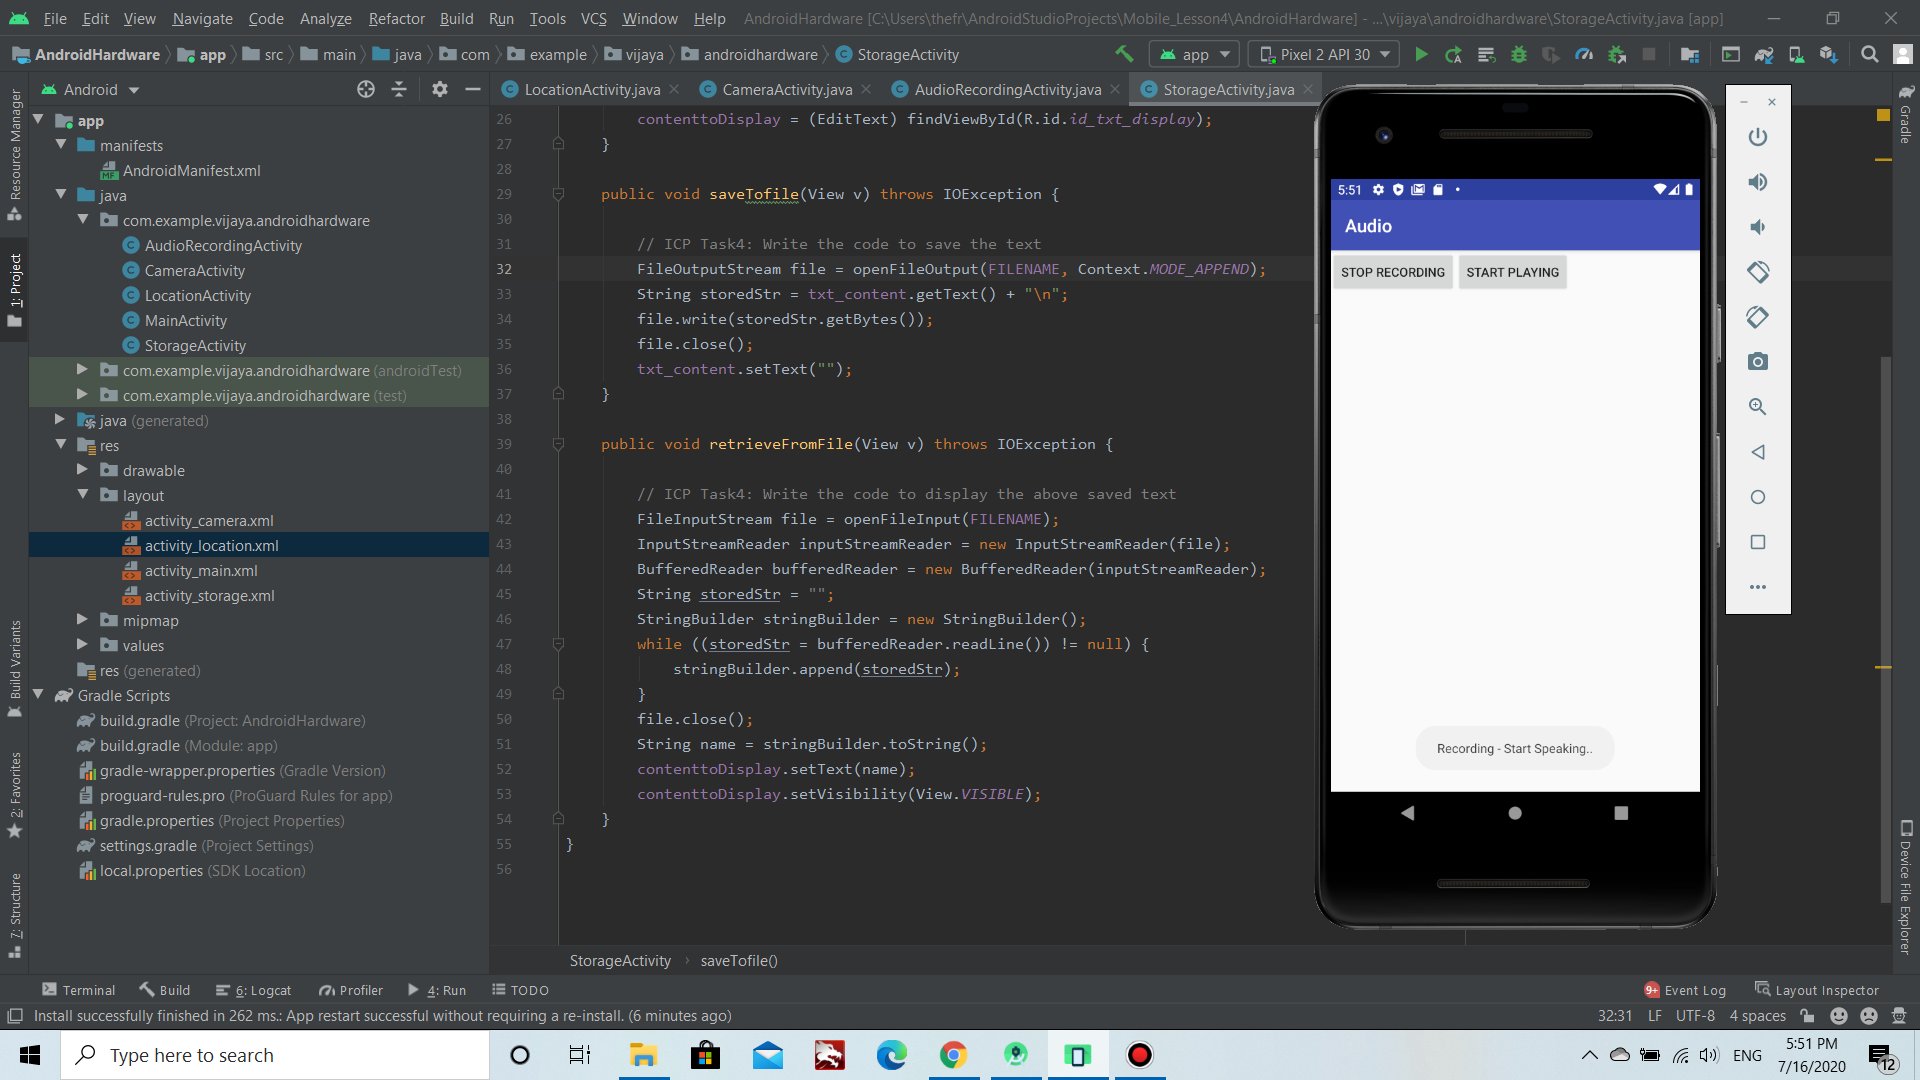 File Edit View Navigate Code Analyze Refactor Build Run Tools VCS Window Help AndroidHardware [C:\Users\thefr\AndroidStudioProjects\Mobile_Lesson4\AndroidHardware] - ...\vijaya\androidhardware\StorageActivity.java [app]
AndroidHardware app src main java com example vijaya androidhardware StorageActivity app Pixel 2 API 30
Android LocationActivity.java CameraActivity.java AudioRecordingActivity.java StorageActivity.java
Resource Manager
1: Project
Build Variants
2: Favorites
7: Structure
app
manifests
AndroidManifest.xml
java
com.example.vijaya.androidhardware
AudioRecordingActivity
CameraActivity
LocationActivity
MainActivity
StorageActivity
com.example.vijaya.androidhardware (androidTest)
com.example.vijaya.androidhardware (test)
java (generated)
res
drawable
layout
activity_camera.xml
activity_location.xml
activity_main.xml
activity_storage.xml
mipmap
values
res (generated)
Gradle Scripts
build.gradle (Project: AndroidHardware)
build.gradle (Module: app)
gradle-wrapper.properties (Gradle Version)
proguard-rules.pro (ProGuard Rules for app)
gradle.properties (Project Properties)
settings.gradle (Project Settings)
local.properties (SDK Location)
26 contenttoDisplay = (EditText) findViewById(R.id.id_txt_display);
27 }
28
29 public void saveTofile(View v) throws IOException {
30
31 // ICP Task4: Write the code to save the text
32 FileOutputStream file = openFileOutput(FILENAME, Context.MODE_APPEND);
33 String storedStr = txt_content.getText() + "\n";
34 file.write(storedStr.getBytes());
35 file.close();
36 txt_content.setText("");
37 }
38
39 public void retrieveFromFile(View v) throws IOException {
40
41 // ICP Task4: Write the code to display the above saved text
42 FileInputStream file = openFileInput(FILENAME);
43 InputStreamReader inputStreamReader = new InputStreamReader(file);
44 BufferedReader bufferedReader = new BufferedReader(inputStreamReader);
45 String storedStr = "";
46 StringBuilder stringBuilder = new StringBuilder();
47 while ((storedStr = bufferedReader.readLine()) != null) {
48 stringBuilder.append(storedStr);
49 }
50 file.close();
51 String name = stringBuilder.toString();
52 contenttoDisplay.setText(name);
53 contenttoDisplay.setVisibility(View.VISIBLE);
54 }
55 }
56
StorageActivity saveTofile()
5:51
Audio
STOP RECORDING START PLAYING
Recording - Start Speaking..
Gradle
Device File Explorer
Terminal Build 6: Logcat Profiler 4: Run TODO 9+ Event Log Layout Inspector
Install successfully finished in 262 ms.: App restart successful without requiring a re-install. (6 minutes ago) 32:31 LF UTF-8 4 spaces
Type here to search ENG 5:51 PM
7/16/2020 12